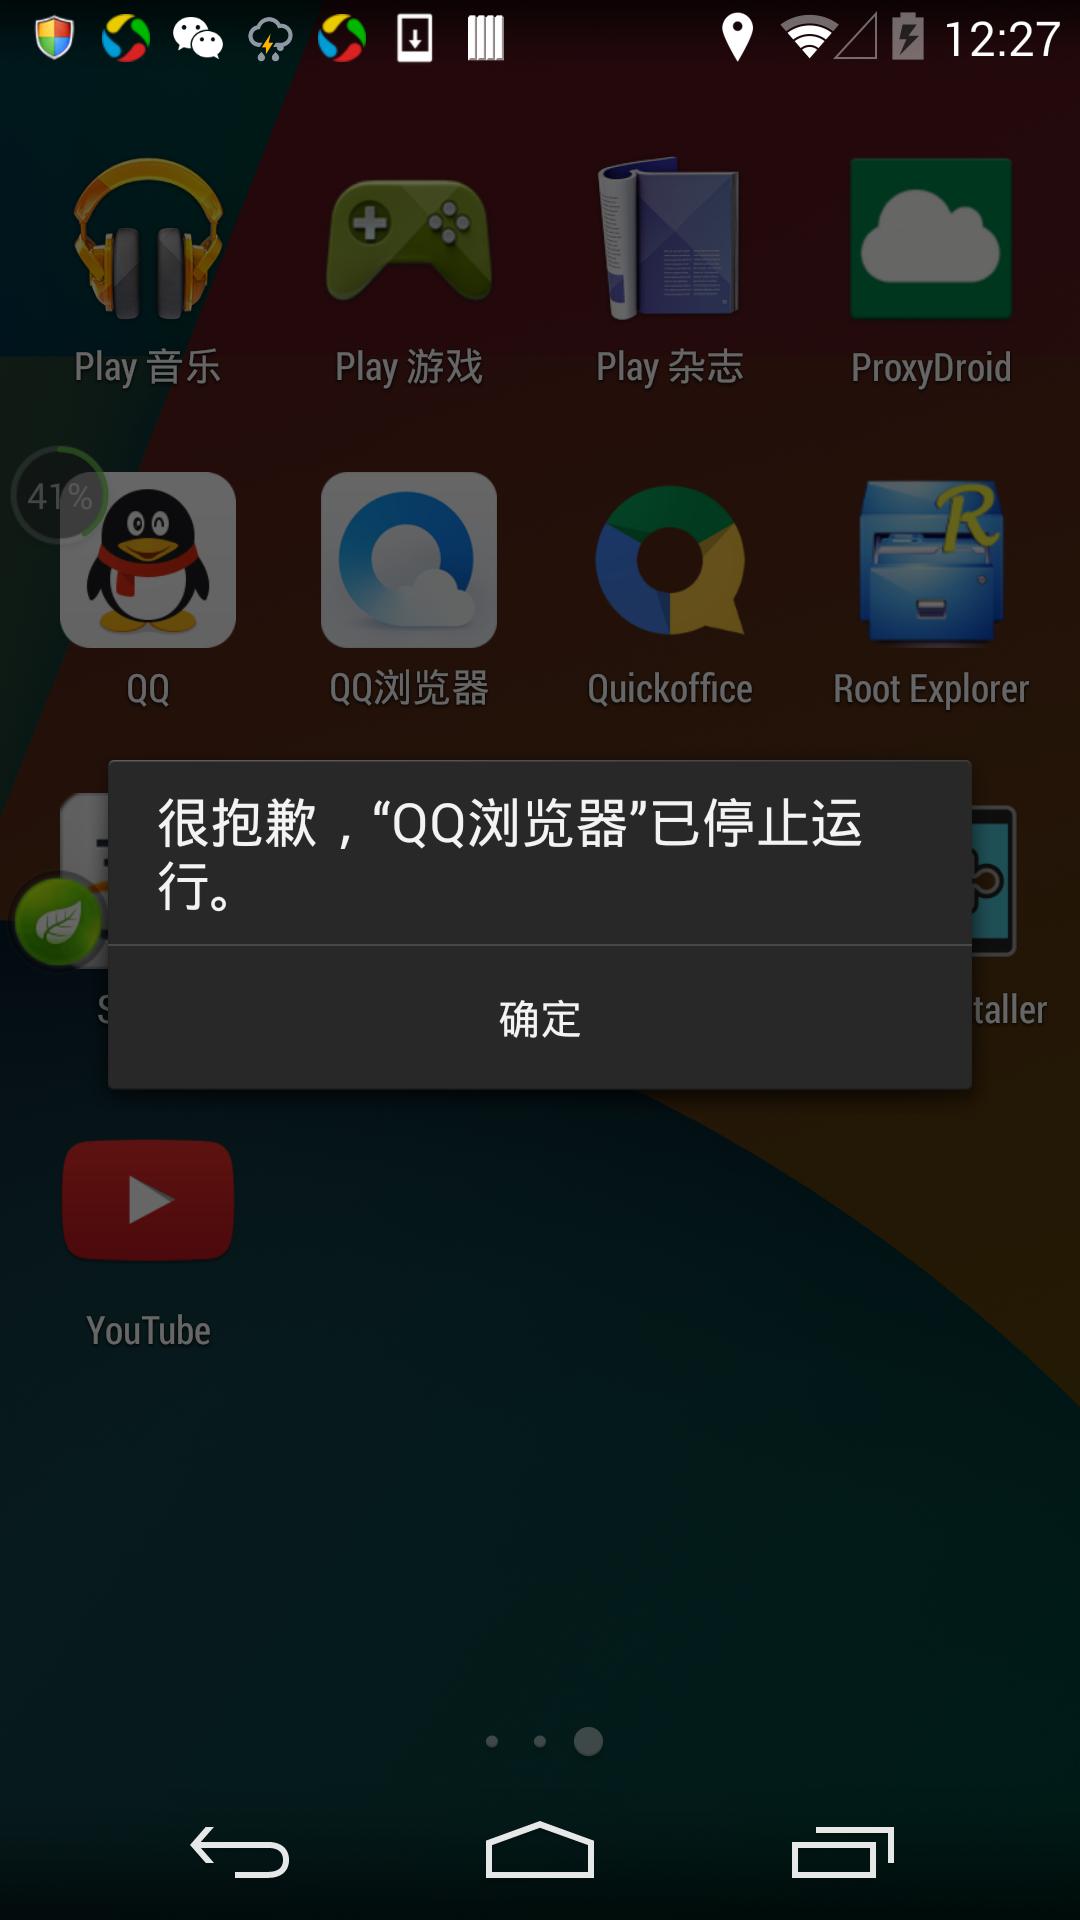 12:27
Play 音乐
Play 游戏
Play 杂志
ProxyDroid
41%
QQ
QQ浏览器
Quickoffice
Root Explorer
很抱歉，“QQ浏览器”已停止运
行。
确定
S
taller
YouTube